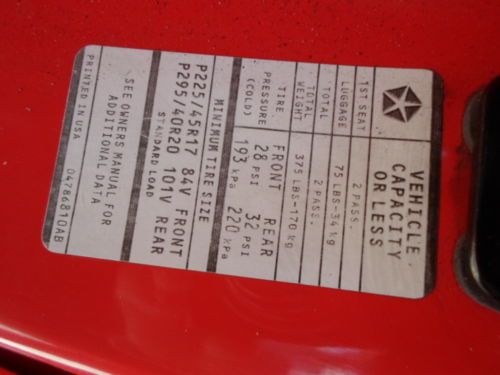 VEHICLE
CAPACITY
OR LESS
1ST SEAT 2 PASS.
LUGGAGE 75 LBS-34 kg
TOTAL 2 PASS.
TOTAL WEIGHT 375 LBS-170 kg
TIRE FRONT REAR
PRESSURE 28 PSI 32 PSI
(COLD) 193 kPa 220 kPa
MINIMUM TIRE SIZE
P225/45R17 84V FRONT
P295/40R20 101V REAR
STANDARD LOAD
SEE OWNERS MANUAL FOR
ADDITIONAL DATA
PRINTED IN USA 04786810AB